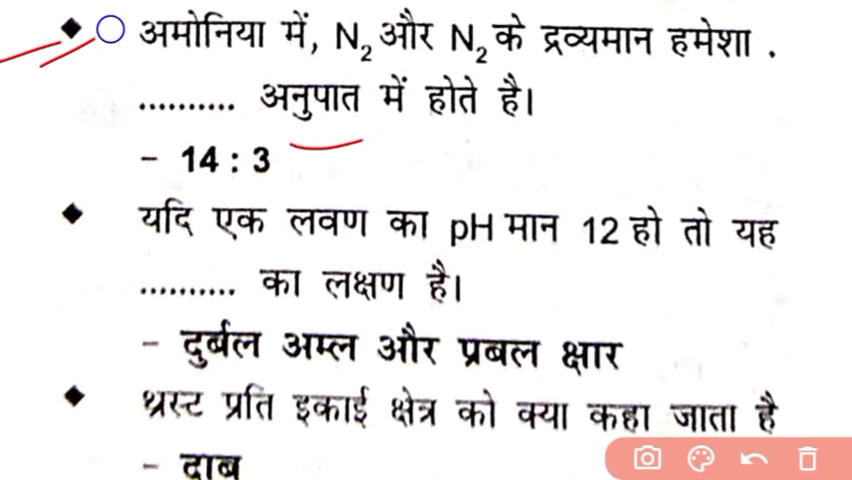 ◆ अमोनिया में, N₂ और N₂ के द्रव्यमान हमेशा .
.......... अनुपात में होते है।
– 14 : 3
◆ यदि एक लवण का pH मान 12 हो तो यह
.......... का लक्षण है।
– दुर्बल अम्ल और प्रबल क्षार
◆ थ्रस्ट प्रति इकाई क्षेत्र को क्या कहा जाता है
– दाब